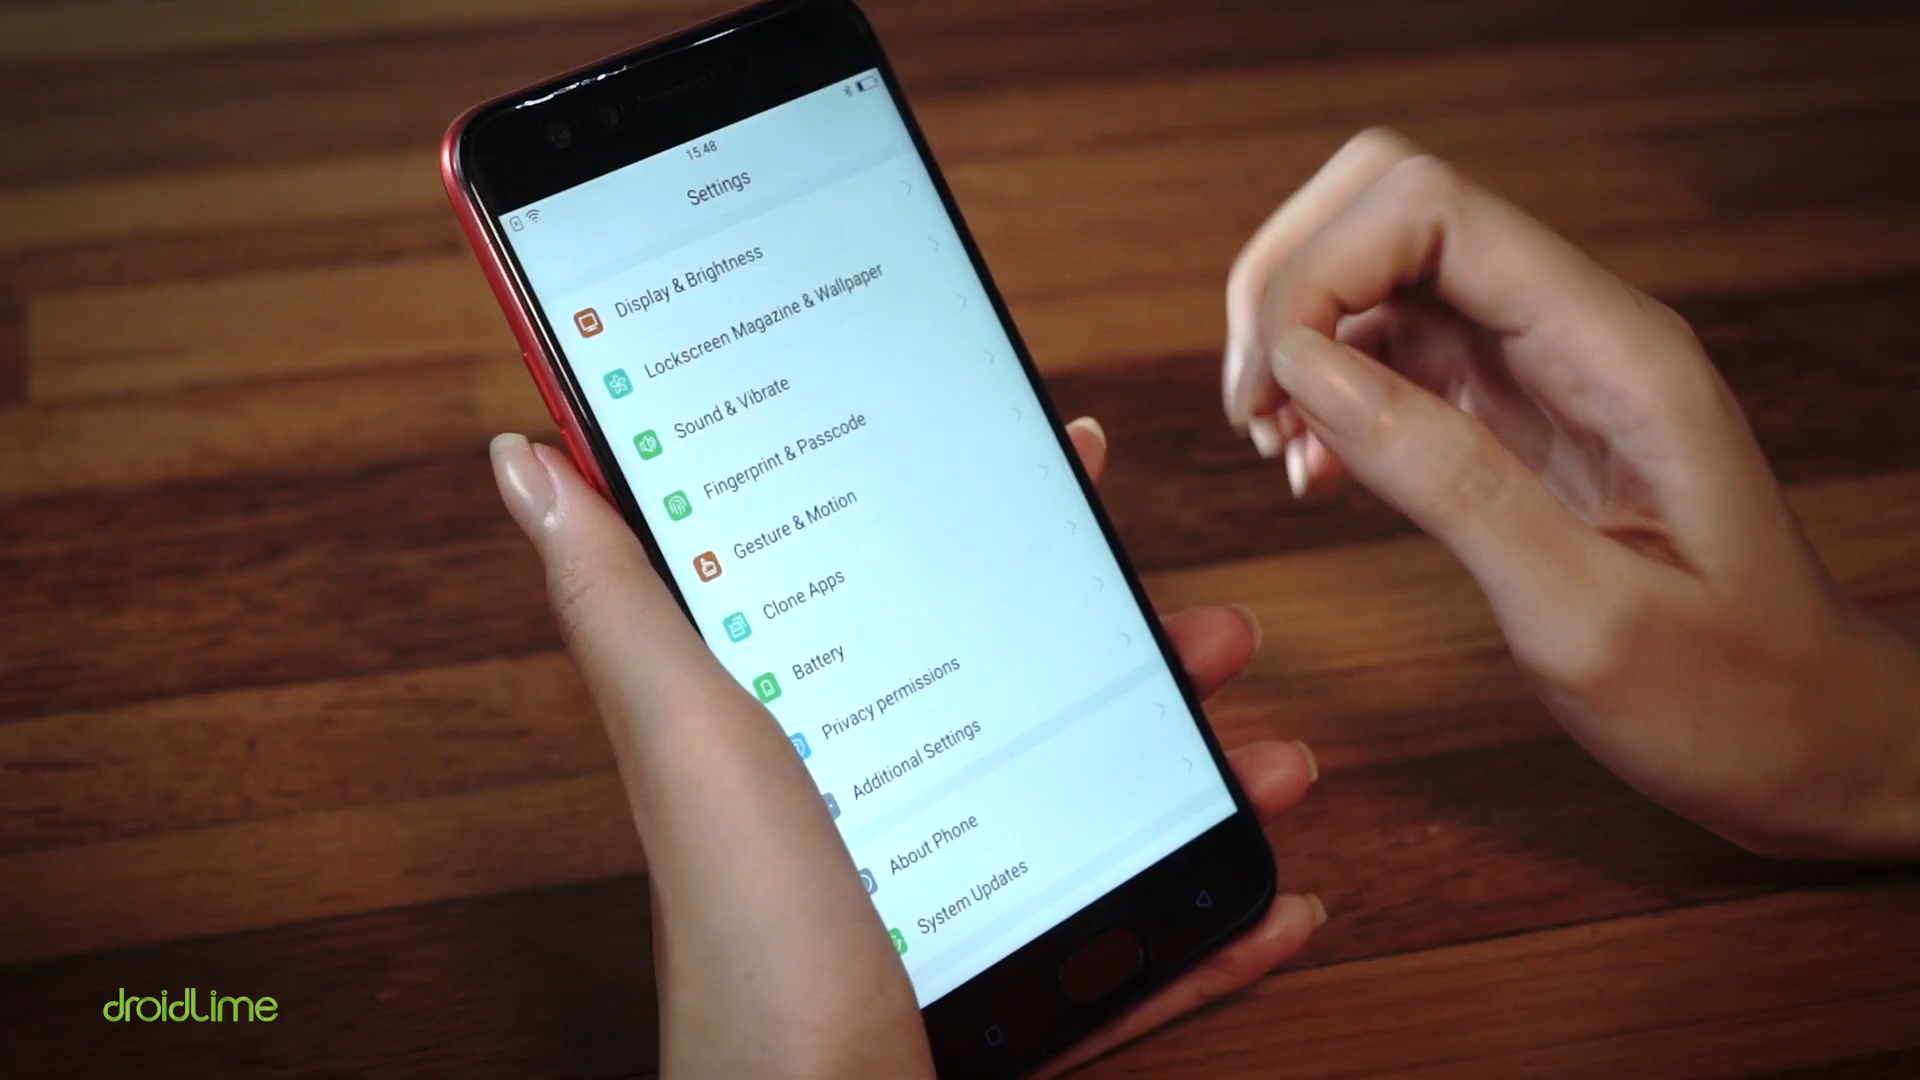 15:48
Settings
Display & Brightness
Lockscreen Magazine & Wallpaper
Sound & Vibrate
Fingerprint & Passcode
Gesture & Motion
Clone Apps
Battery
Privacy permissions
Additional Settings
About Phone
System Updates
droidLime